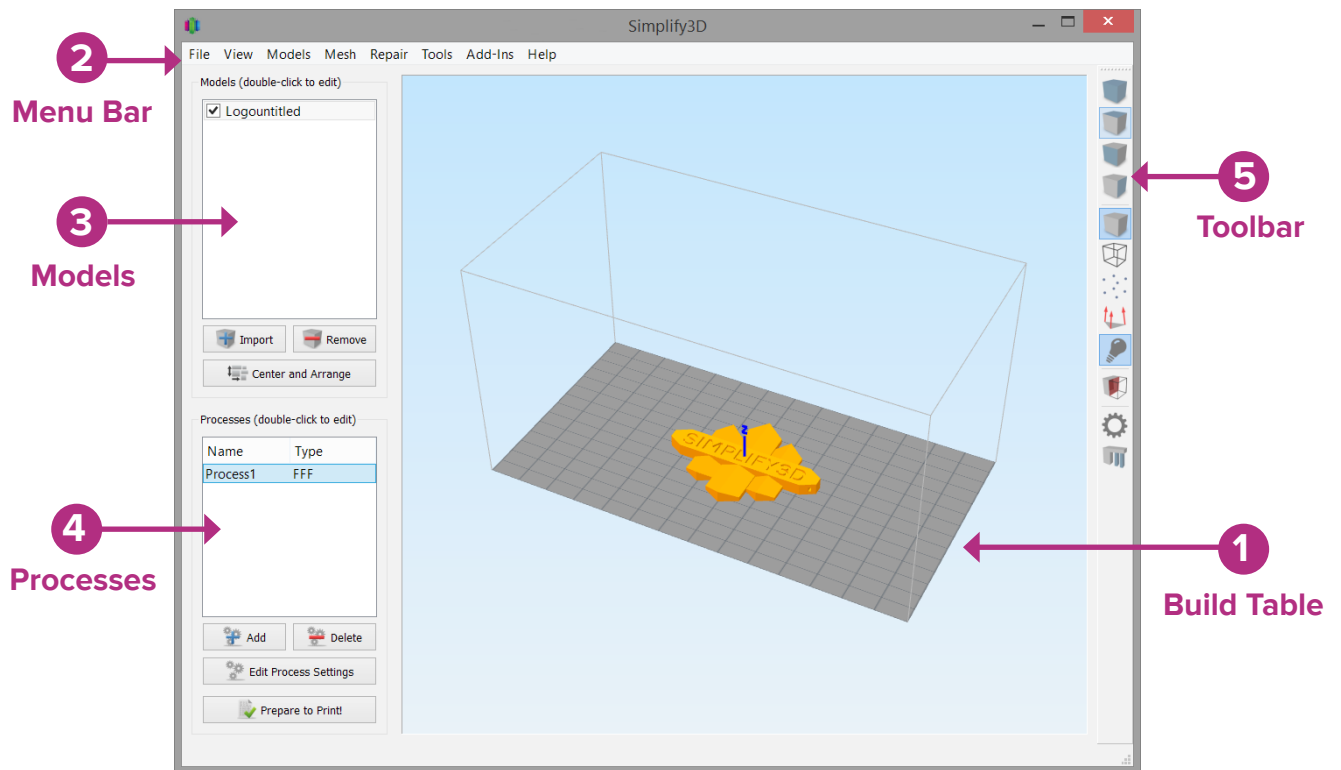 Simplify3D
File View Models Mesh Repair Tools Add-Ins Help
2
Menu Bar
Models (double-click to edit)
Logountitled
3
Models
Import Remove
Center and Arrange
Processes (double-click to edit)
Name Type
Process1 FFF
4
Processes
Add Delete
Edit Process Settings
Prepare to Print!
Z
SIMPLIFY3D
5
Toolbar
1
Build Table